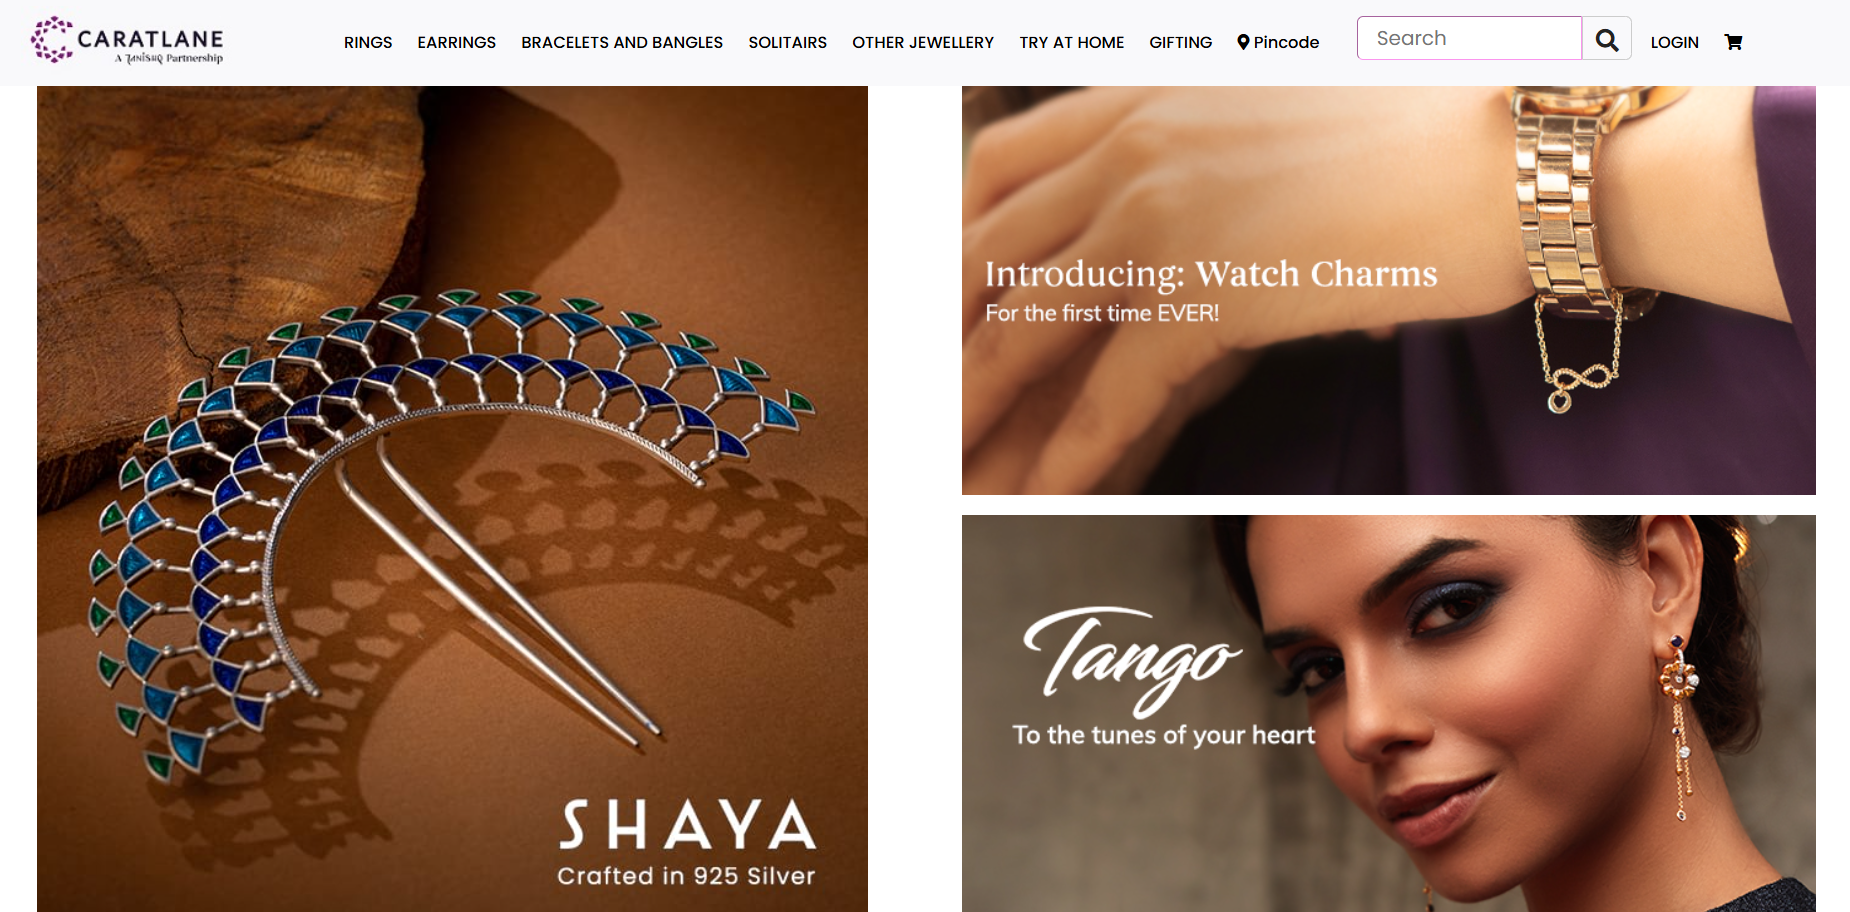 CARATLANE
A TANISHQ Partnership
RINGS EARRINGS BRACELETS AND BANGLES SOLITAIRS OTHER JEWELLERY TRY AT HOME GIFTING Pincode Search LOGIN
SHAYA
Crafted in 925 Silver
Introducing: Watch Charms
For the first time EVER!
Tango
To the tunes of your heart